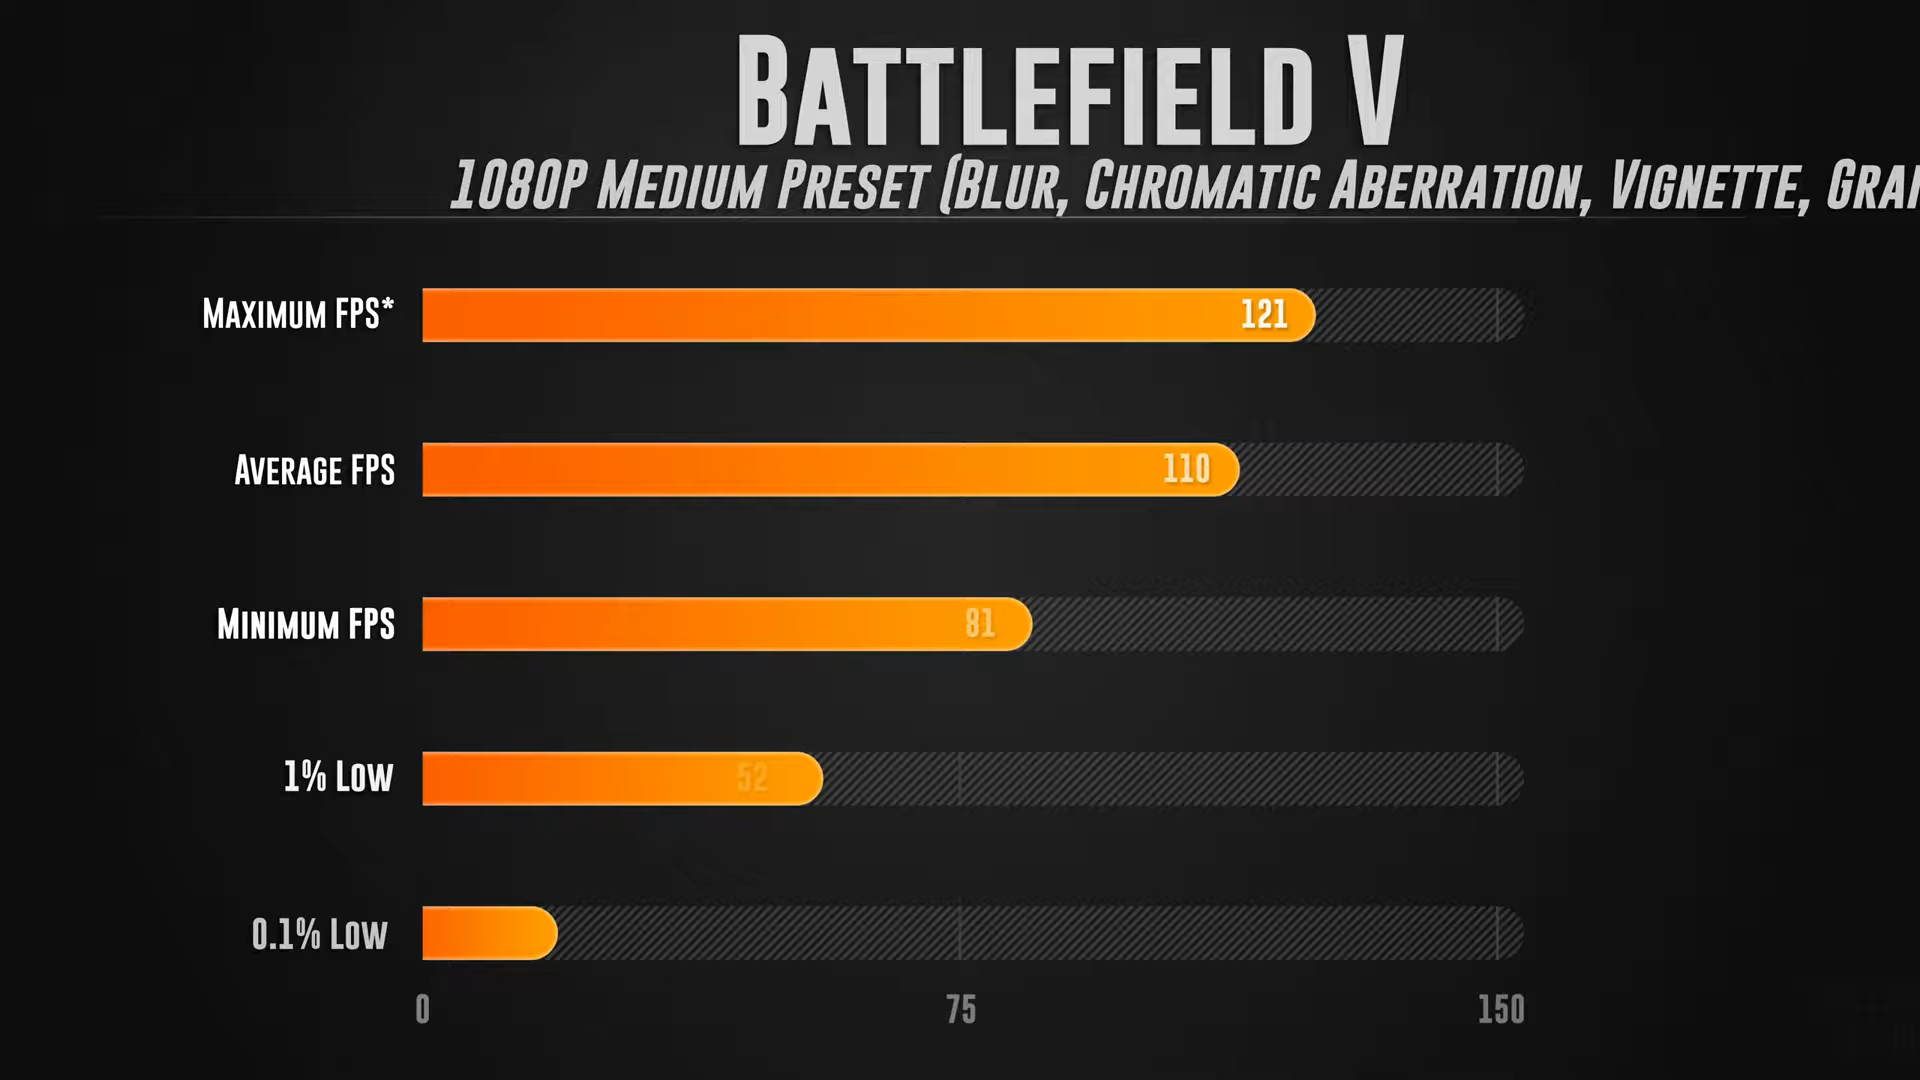 Battlefield V
1080p Medium Preset (Blur, Chromatic Aberration, Vignette,
Maximum FPS* 121
Average FPS 110
Minimum FPS 81
1% Low 52
0.1% Low
0 75 150